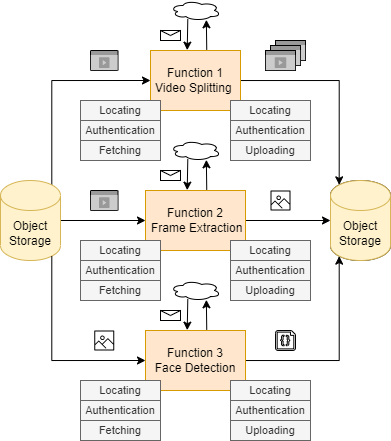 Function 1
Video Splitting
Locating
Authentication
Fetching
Locating
Authentication
Uploading
Object
Storage
Function 2
Frame Extraction
Locating
Authentication
Fetching
Locating
Authentication
Uploading
Object
Storage
Function 3
Face Detection
{}
Locating
Authentication
Fetching
Locating
Authentication
Uploading